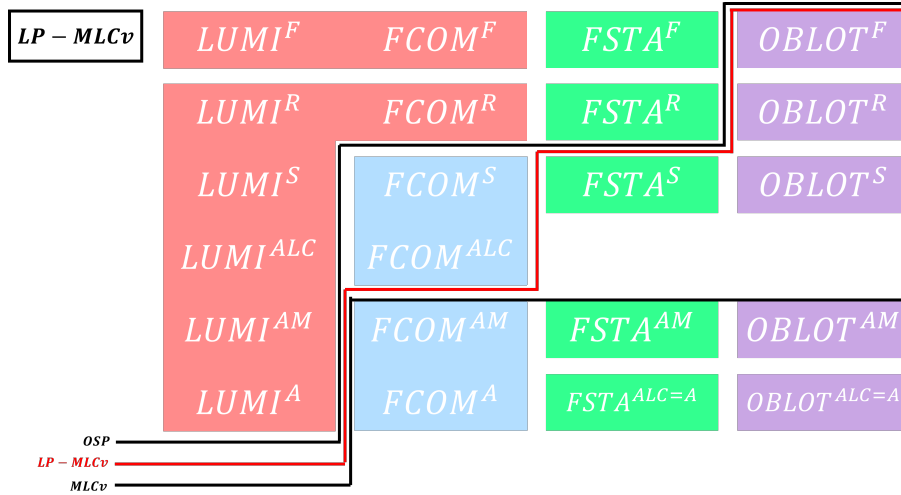 LP − MLCv
LUMI^F FCOM^F FSTA^F OBLOT^F
LUMI^R FCOM^R FSTA^R OBLOT^R
LUMI^S FCOM^S FSTA^S OBLOT^S
LUMI^ALC FCOM^ALC
LUMI^AM FCOM^AM FSTA^AM OBLOT^AM
LUMI^A FCOM^A FSTA^ALC=A OBLOT^ALC=A
OSP
LP − MLCv
MLCv